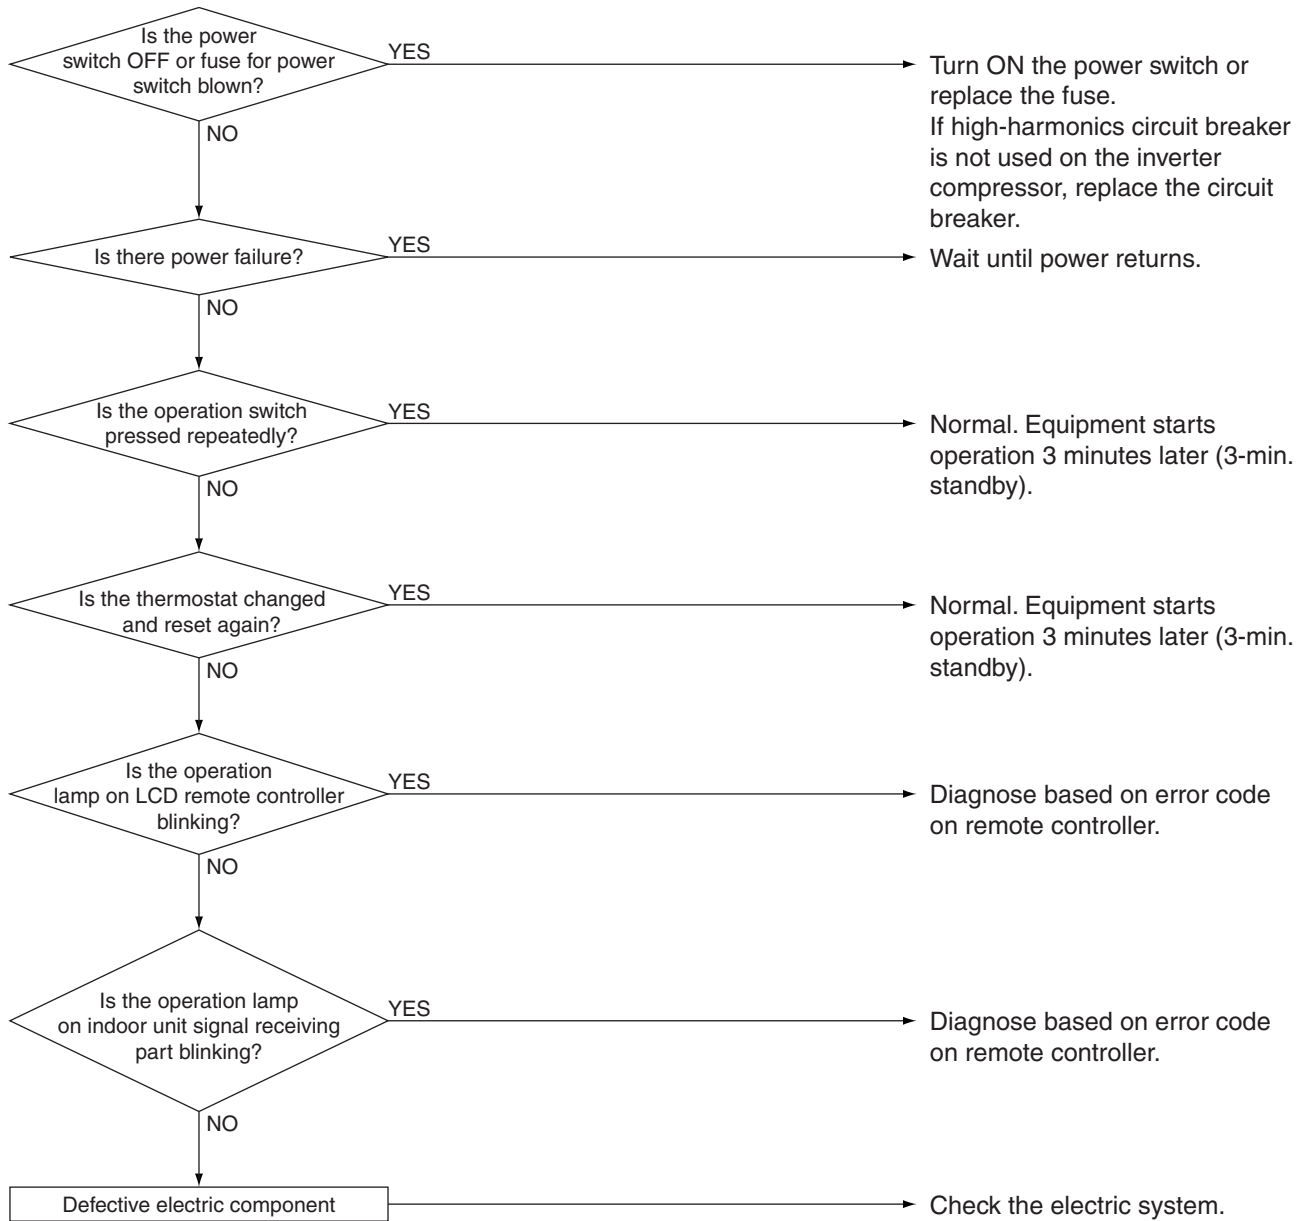 Is the power
switch OFF or fuse for power
switch blown?
YES
Turn ON the power switch or
replace the fuse.
If high-harmonics circuit breaker
is not used on the inverter
compressor, replace the circuit
breaker.
NO
Is there power failure?
YES
Wait until power returns.
NO
Is the operation switch
pressed repeatedly?
YES
Normal. Equipment starts
operation 3 minutes later (3-min.
standby).
NO
Is the thermostat changed
and reset again?
YES
Normal. Equipment starts
operation 3 minutes later (3-min.
standby).
NO
Is the operation
lamp on LCD remote controller
blinking?
YES
Diagnose based on error code
on remote controller.
NO
Is the operation lamp
on indoor unit signal receiving
part blinking?
YES
Diagnose based on error code
on remote controller.
NO
Defective electric component
Check the electric system.